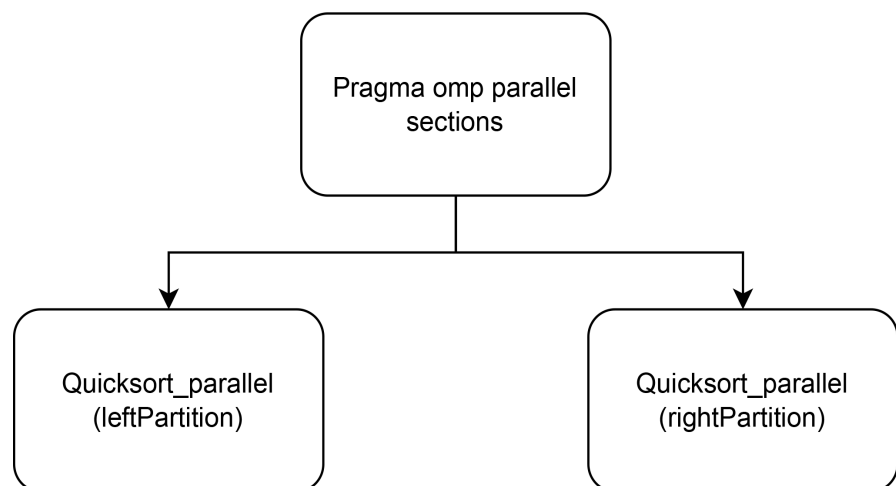 Pragma omp parallel
sections
Quicksort_parallel
(leftPartition)
Quicksort_parallel
(rightPartition)